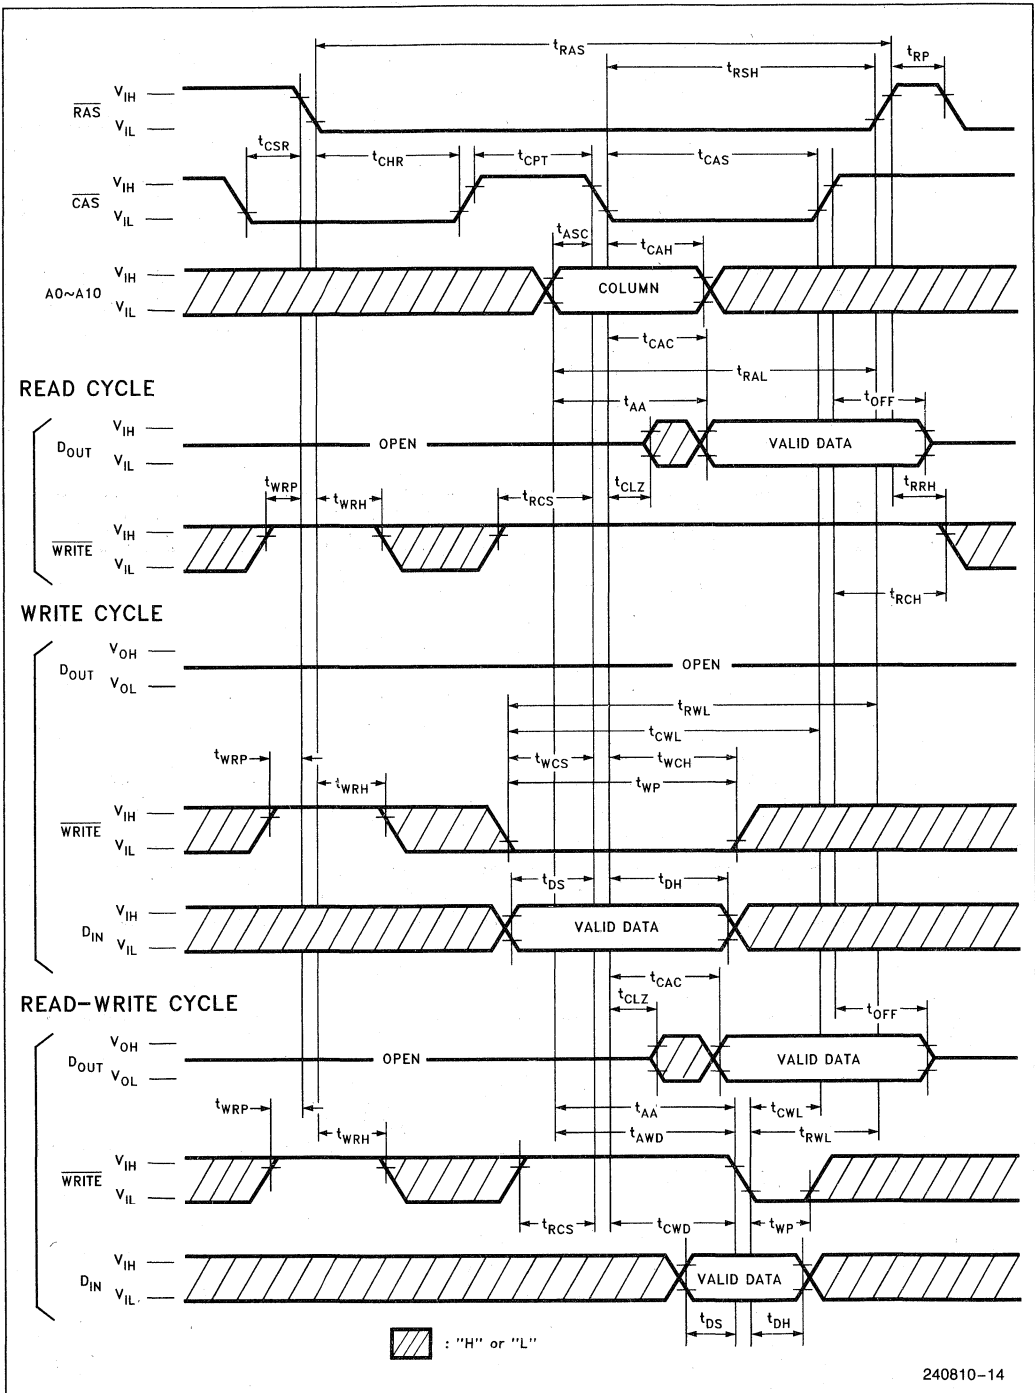 tRAS
tRP
tRSH
RAS VIH
VIL
tCSR
tCHR
tCPT
tCAS
CAS VIH
VIL
tASC
tCAH
A0~A10 VIH
VIL
COLUMN
tCAC
tRAL
READ CYCLE
tAA
tOFF
DOUT VIH
VIL
OPEN
VALID DATA
tWRP
tWRH
tRCS
tCLZ
tRRH
WRITE VIH
VIL
tRCH
WRITE CYCLE
DOUT VOH
VOL
OPEN
tRWL
tCWL
tWRP
tWCS
tWCH
tWRH
tWP
WRITE VIH
VIL
tDS
tDH
DIN VIH
VIL
VALID DATA
tCAC
READ-WRITE CYCLE
tCLZ
tOFF
DOUT VOH
VOL
OPEN
VALID DATA
tWRP
tAA
tCWL
tWRH
tAWD
tRWL
WRITE VIH
VIL
tRCS
tCWD
tWP
DIN VIH
VIL
VALID DATA
tDS
tDH
: "H" or "L"
240810-14